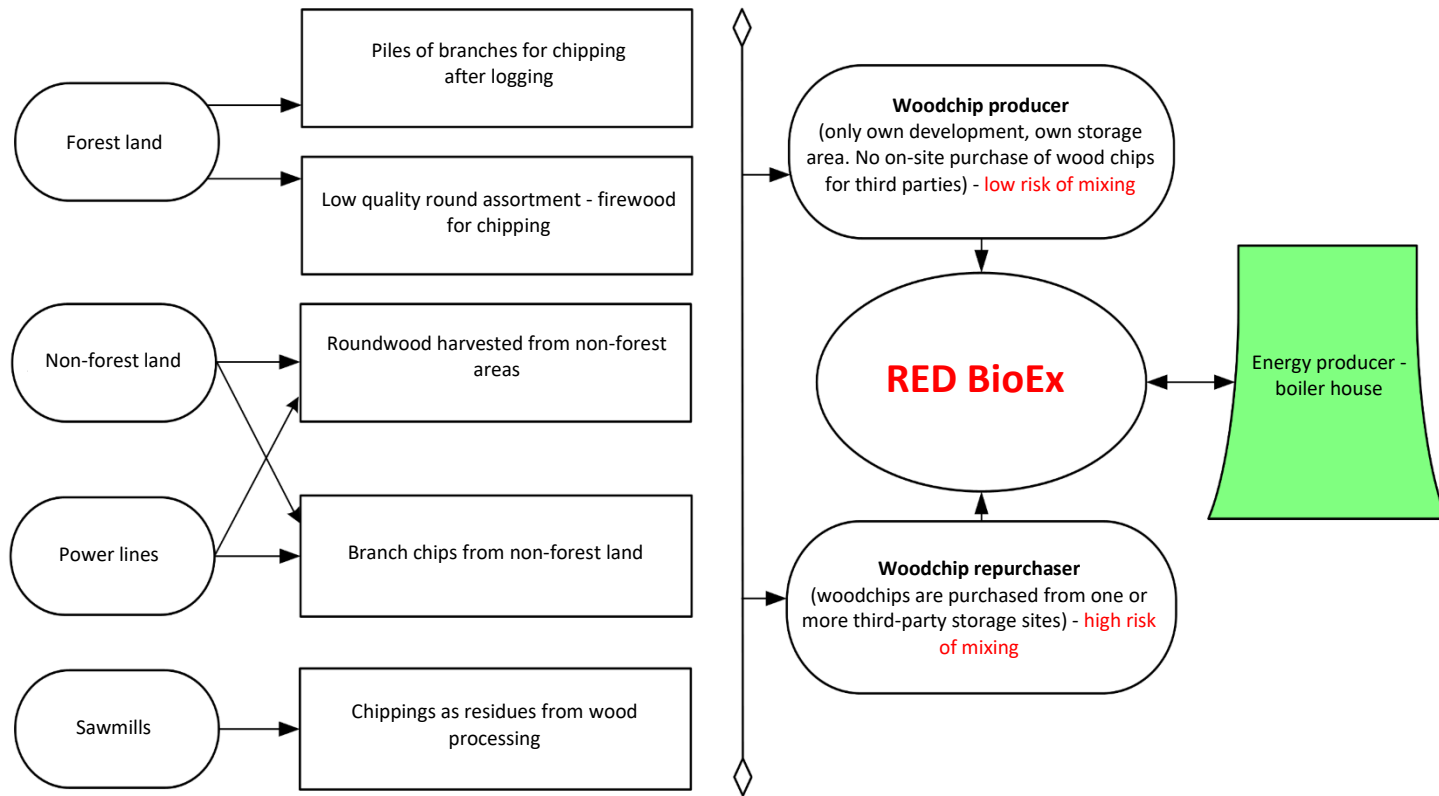 Piles of branches for chipping
after logging
Forest land
Low quality round assortment - firewood
for chipping
Non-forest land
Roundwood harvested from non-forest
areas
Power lines
Branch chips from non-forest land
Sawmills
Chippings as residues from wood
processing
Woodchip producer
(only own development, own storage
area. No on-site purchase of wood chips
for third parties) - low risk of mixing
RED BioEx
Energy producer -
boiler house
Woodchip repurchaser
(woodchips are purchased from one or
more third-party storage sites) - high risk
of mixing